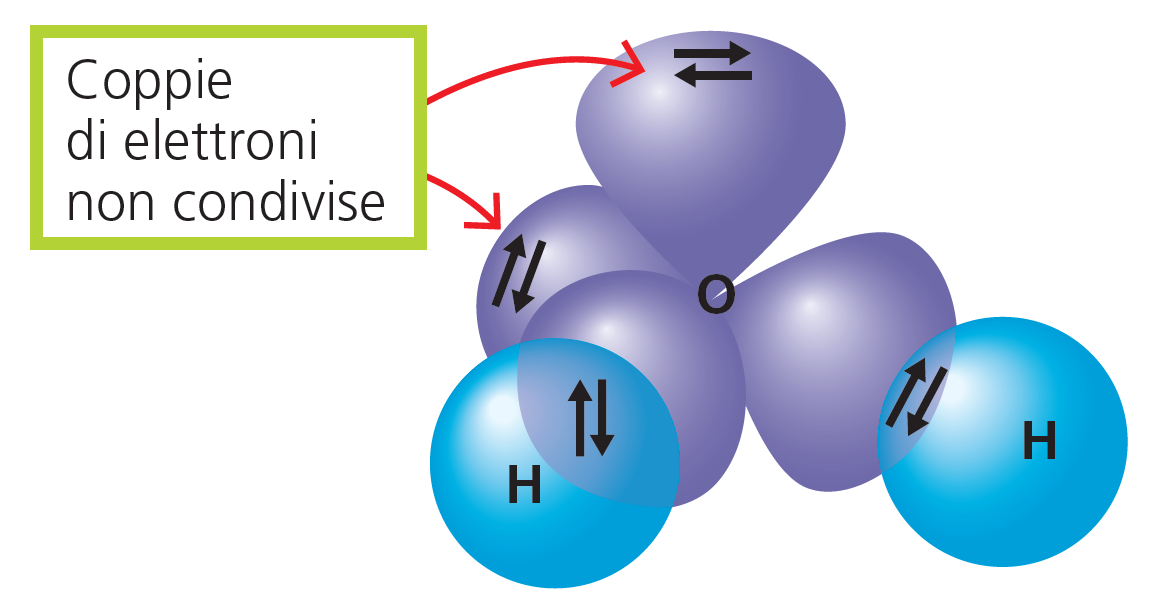 Coppie
di elettroni
non condivise
O
H
H